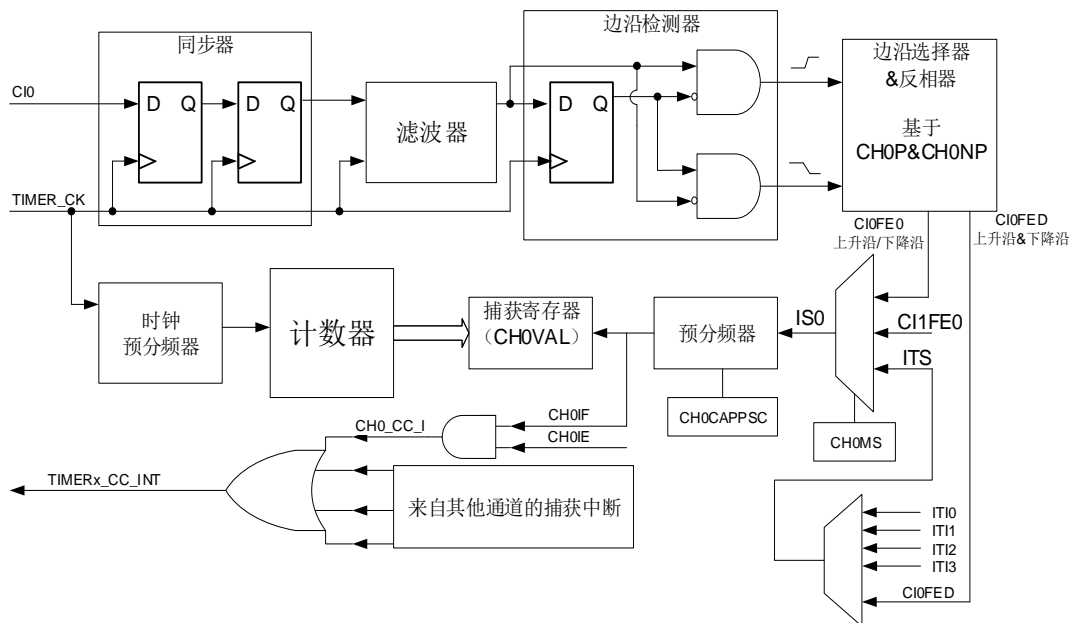 同步器
边沿检测器
CI0
D Q
D Q
滤波器
D Q
边沿选择器
&反相器
基于
CH0P&CH0NP
TIMER_CK
CI0FE0
上升沿/下降沿
CI0FED
上升沿&下降沿
时钟
预分频器
计数器
捕获寄存器
（CH0VAL）
预分频器
IS0
CI1FE0
ITS
CH0CAPPSC
CH0MS
CH0_CC_I
CH0IF
CH0IE
TIMERx_CC_INT
来自其他通道的捕获中断
ITI0
ITI1
ITI2
ITI3
CI0FED